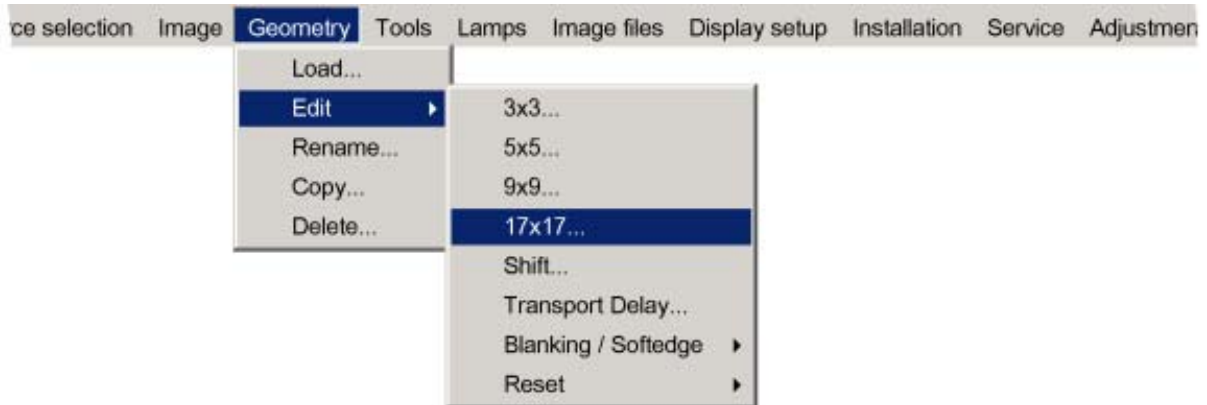 ce selection Image Geometry Tools Lamps Image files Display setup Installation Service Adjustmen
Load...
Edit
3x3...
Rename...
5x5...
Copy...
9x9...
Delete...
17x17...
Shift...
Transport Delay...
Blanking / Softedge
Reset